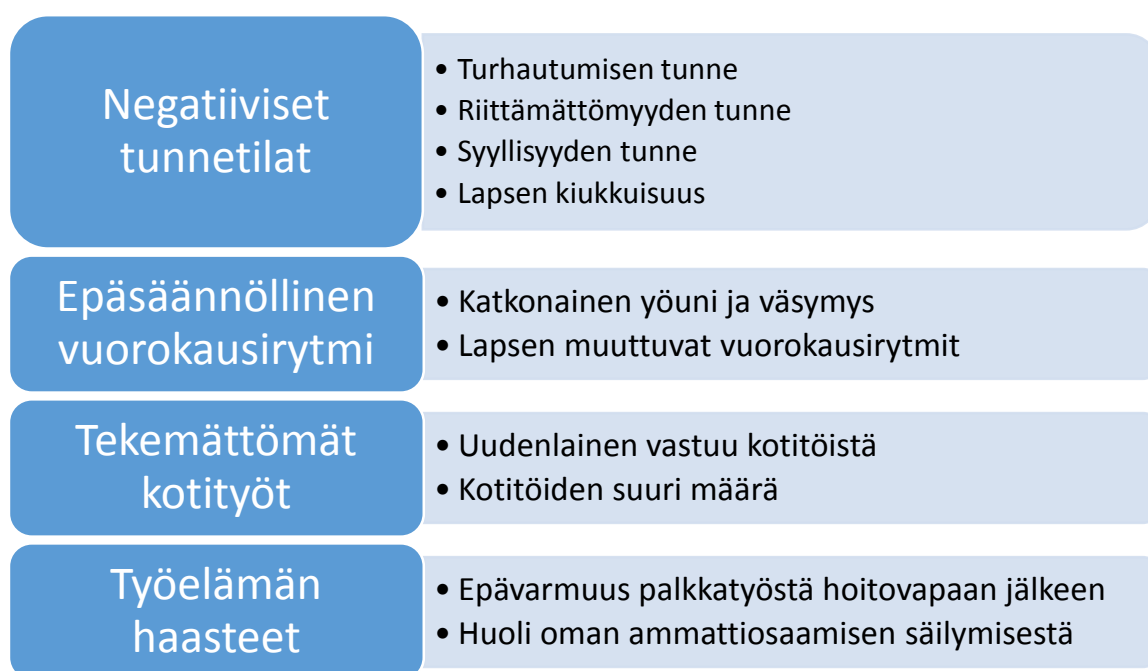 Negatiiviset
tunnetilat
• Turhautumisen tunne
• Riittämättömyyden tunne
• Syyllisyyden tunne
• Lapsen kiukkuisuus
Epäsäännöllinen
vuorokausirytmi
• Katkonainen yöuni ja väsymys
• Lapsen muuttuvat vuorokausirytmit
Tekemättömät
kotityöt
• Uudenlainen vastuu kotitöistä
• Kotitöiden suuri määrä
Työelämän
haasteet
• Epävarmuus palkkatyöstä hoitovapaan jälkeen
• Huoli oman ammattiosaamisen säilymisestä